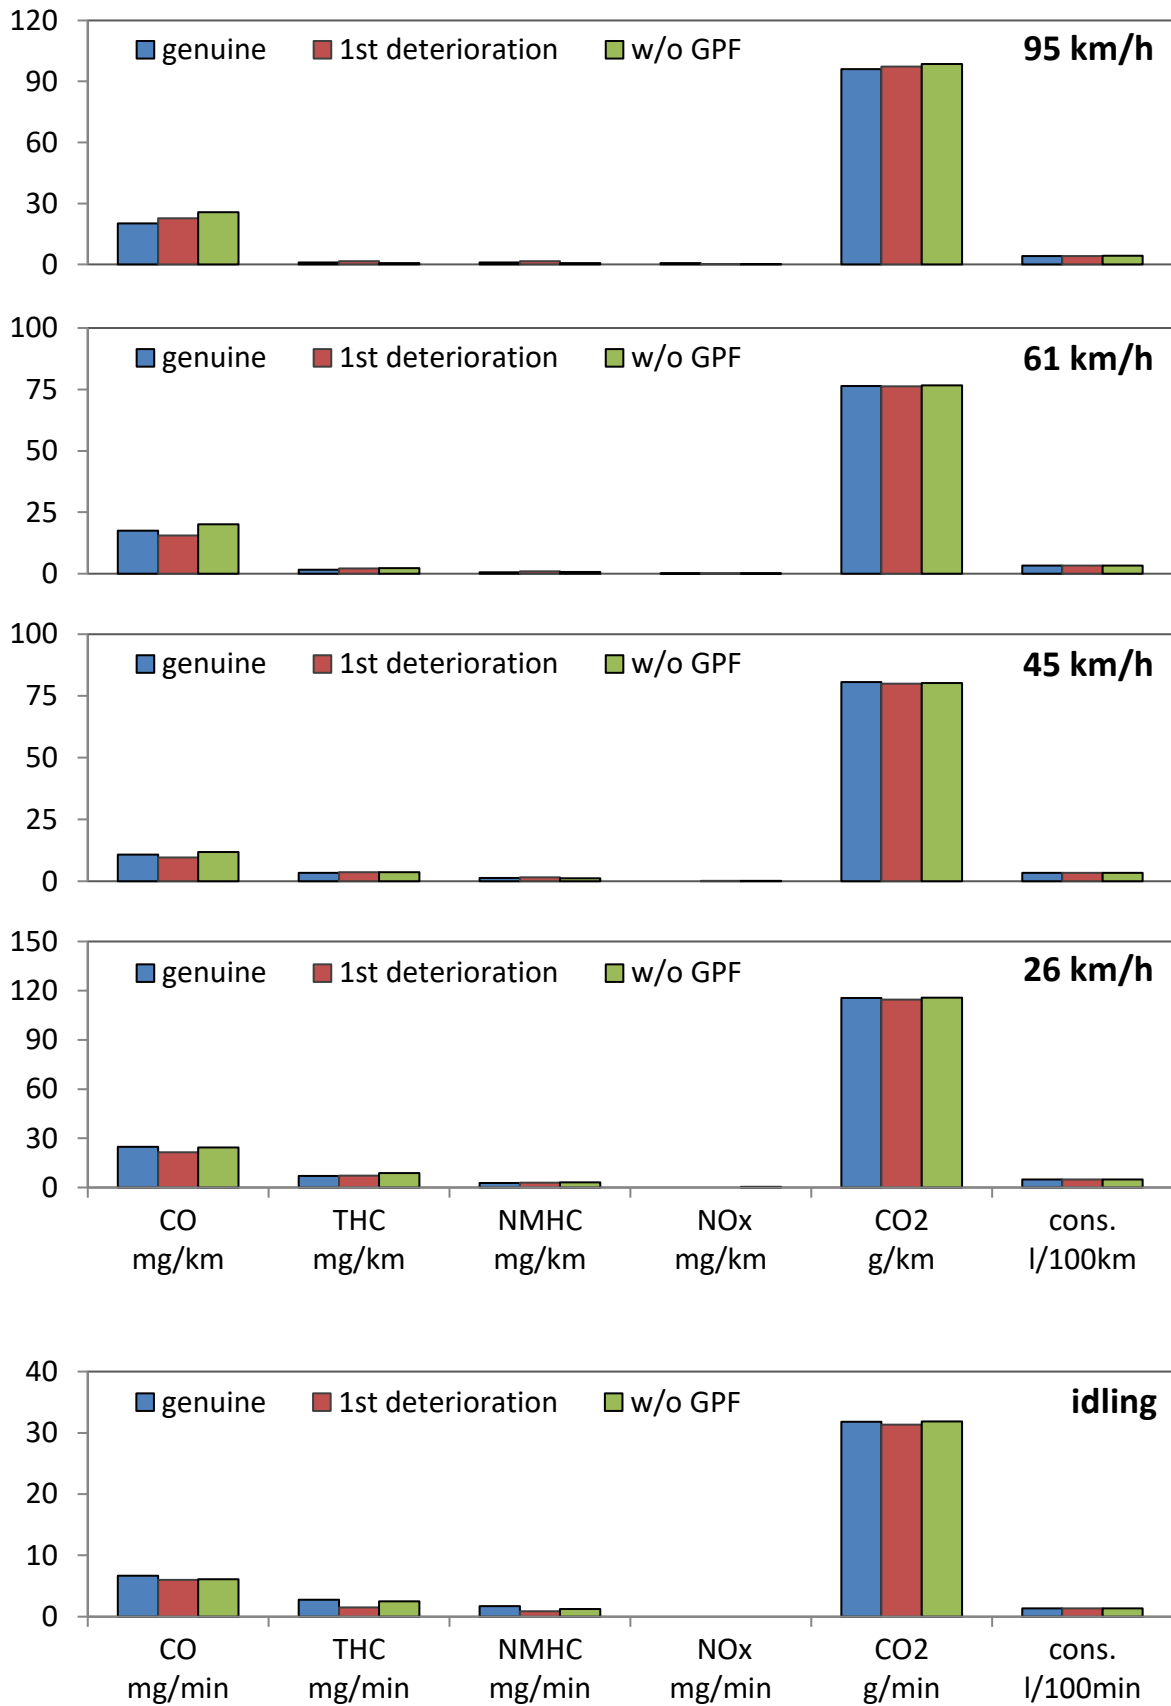 120
genuine 1st deterioration w/o GPF 95 km/h
90
60
30
0
100
genuine 1st deterioration w/o GPF 61 km/h
75
50
25
0
100
genuine 1st deterioration w/o GPF 45 km/h
75
50
25
0
150
genuine 1st deterioration w/o GPF 26 km/h
120
90
60
30
0
CO THC NMHC NOx CO2 cons.
mg/km mg/km mg/km mg/km g/km l/100km
40
genuine 1st deterioration w/o GPF idling
30
20
10
0
CO THC NMHC NOx CO2 cons.
mg/min mg/min mg/min mg/min g/min l/100min